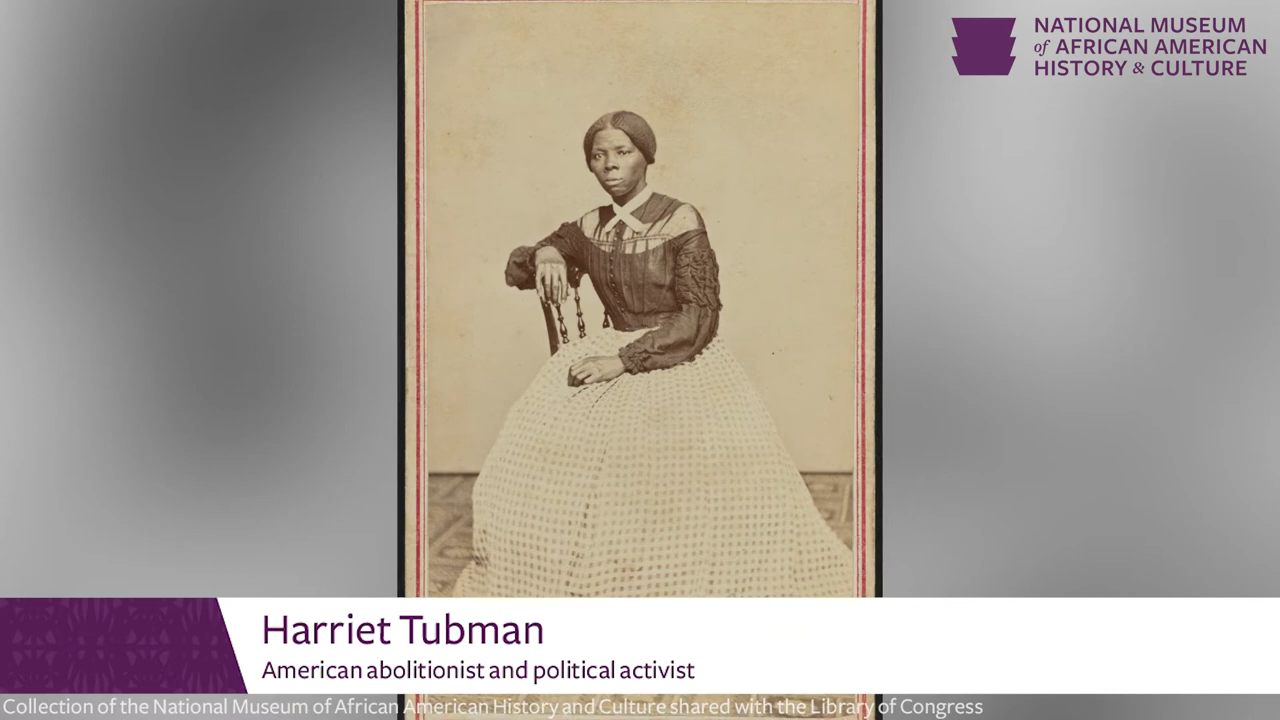 NATIONAL MUSEUM
of AFRICAN AMERICAN
HISTORY & CULTURE
Harriet Tubman
American abolitionist and political activist
Collection of the National Museum of African American History and Culture shared with the Library of Congress